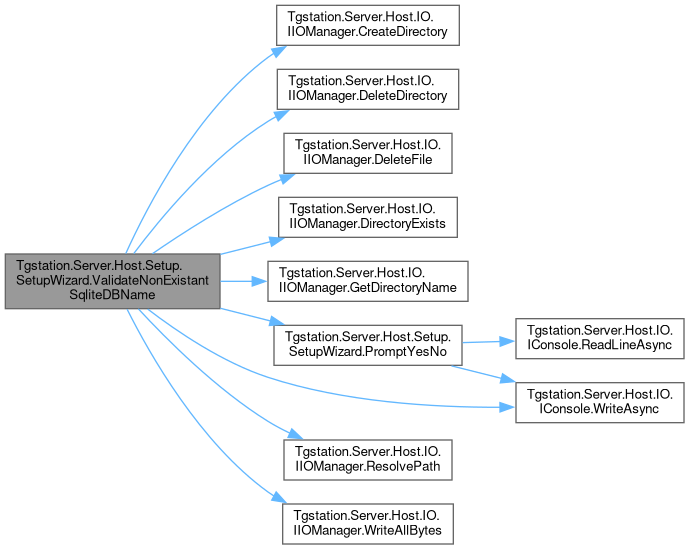 Tgstation.Server.Host.IO.
IIOManager.CreateDirectory
Tgstation.Server.Host.IO.
IIOManager.DeleteDirectory
Tgstation.Server.Host.IO.
IIOManager.DeleteFile
Tgstation.Server.Host.IO.
IIOManager.DirectoryExists
Tgstation.Server.Host.Setup.
SetupWizard.ValidateNonExistant
SqliteDBName
Tgstation.Server.Host.IO.
IIOManager.GetDirectoryName
Tgstation.Server.Host.Setup.
SetupWizard.PromptYesNo
Tgstation.Server.Host.IO.
IConsole.ReadLineAsync
Tgstation.Server.Host.IO.
IConsole.WriteAsync
Tgstation.Server.Host.IO.
IIOManager.ResolvePath
Tgstation.Server.Host.IO.
IIOManager.WriteAllBytes